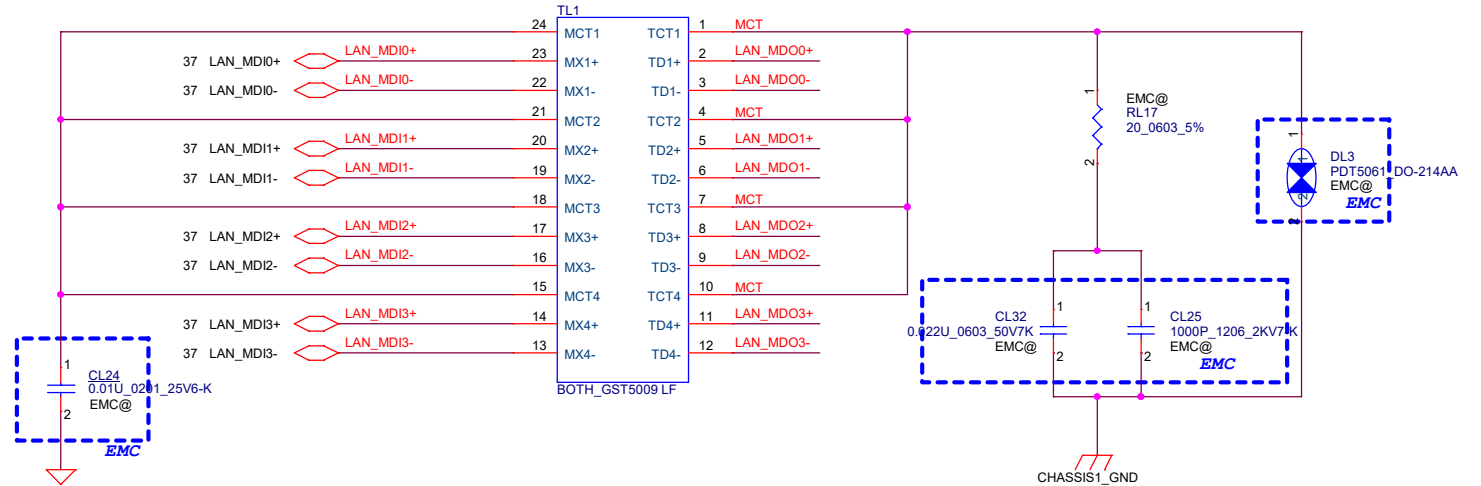 TL1
24 MCT1 TCT1 1 MCT
37 LAN_MDI0+ LAN_MDI0+ 23 MX1+ TD1+ 2 LAN_MDO0+
37 LAN_MDI0- LAN_MDI0- 22 MX1- TD1- 3 LAN_MDO0-
21 MCT2 TCT2 4 MCT
37 LAN_MDI1+ LAN_MDI1+ 20 MX2+ TD2+ 5 LAN_MDO1+
37 LAN_MDI1- LAN_MDI1- 19 MX2- TD2- 6 LAN_MDO1-
18 MCT3 TCT3 7 MCT
37 LAN_MDI2+ LAN_MDI2+ 17 MX3+ TD3+ 8 LAN_MDO2+
37 LAN_MDI2- LAN_MDI2- 16 MX3- TD3- 9 LAN_MDO2-
15 MCT4 TCT4 10 MCT
37 LAN_MDI3+ LAN_MDI3+ 14 MX4+ TD4+ 11 LAN_MDO3+
37 LAN_MDI3- LAN_MDI3- 13 MX4- TD4- 12 LAN_MDO3-
BOTH_GST5009 LF
1
CL24
0.01U_0201_25V6-K
EMC@
2
EMC
1
EMC@
RL17
20_0603_5%
2
1
1
DL3
PDT5061_DO-214AA
EMC@
EMC
2
2
1
CL32
0.022U_0603_50V7K
EMC@
2
1
CL25
1000P_1206_2KV7-K
EMC@
2
EMC
CHASSIS1_GND